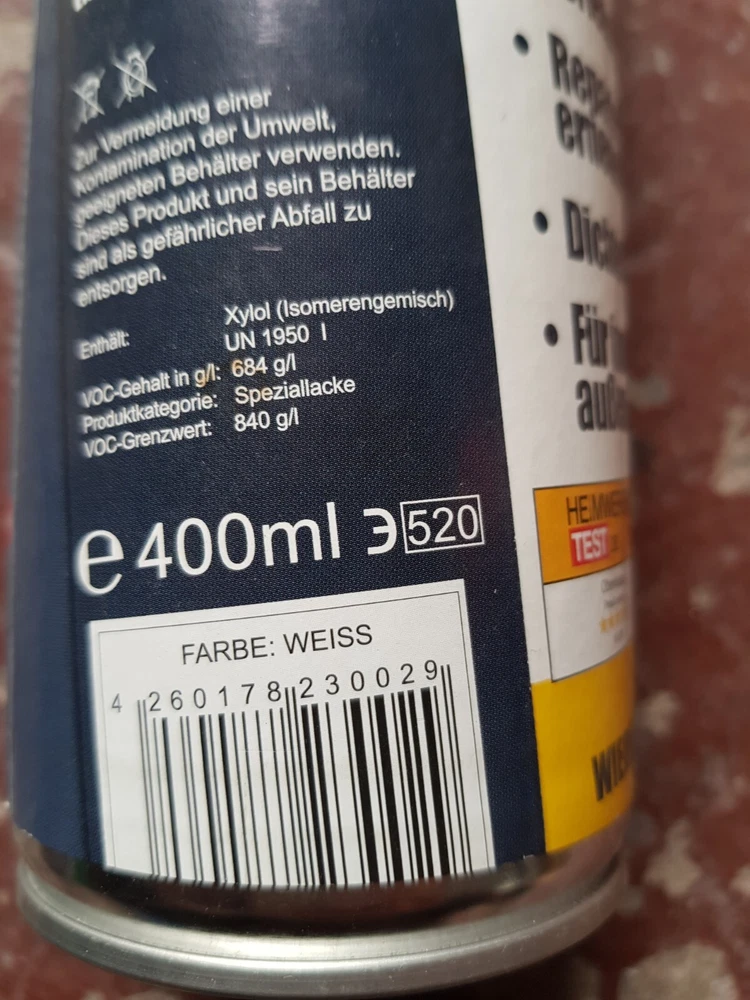 Zur Vermeidung einer
Kontamination der Umwelt,
geeigneten Behälter verwenden.
Dieses Produkt und sein Behälter
sind als gefährlicher Abfall zu
entsorgen.
Enthält: Xylol (Isomerengemisch)
UN 1950 I
VOC-Gehalt in g/l: 684 g/l
Produktkategorie: Speziallacke
VOC-Grenzwert: 840 g/l
e 400ml 3 520
FARBE: WEISS
4 260178 230029
• 
• 
• Für
TEST